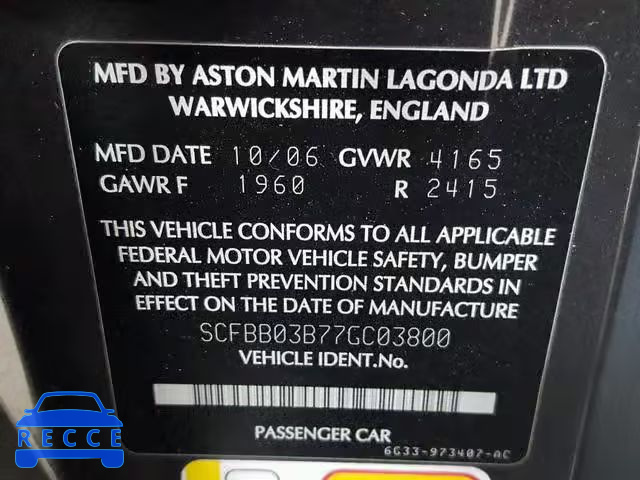 MFD BY ASTON MARTIN LAGONDA LTD
WARWICKSHIRE, ENGLAND
MFD DATE 10/06 GVWR 4165
GAWR F 1960 R 2415
THIS VEHICLE CONFORMS TO ALL APPLICABLE
FEDERAL MOTOR VEHICLE SAFETY, BUMPER
AND THEFT PREVENTION STANDARDS IN
EFFECT ON THE DATE OF MANUFACTURE
SCFBB03B77GC03800
VEHICLE IDENT.No.
PASSENGER CAR
6G33-973407-AC
RECCE